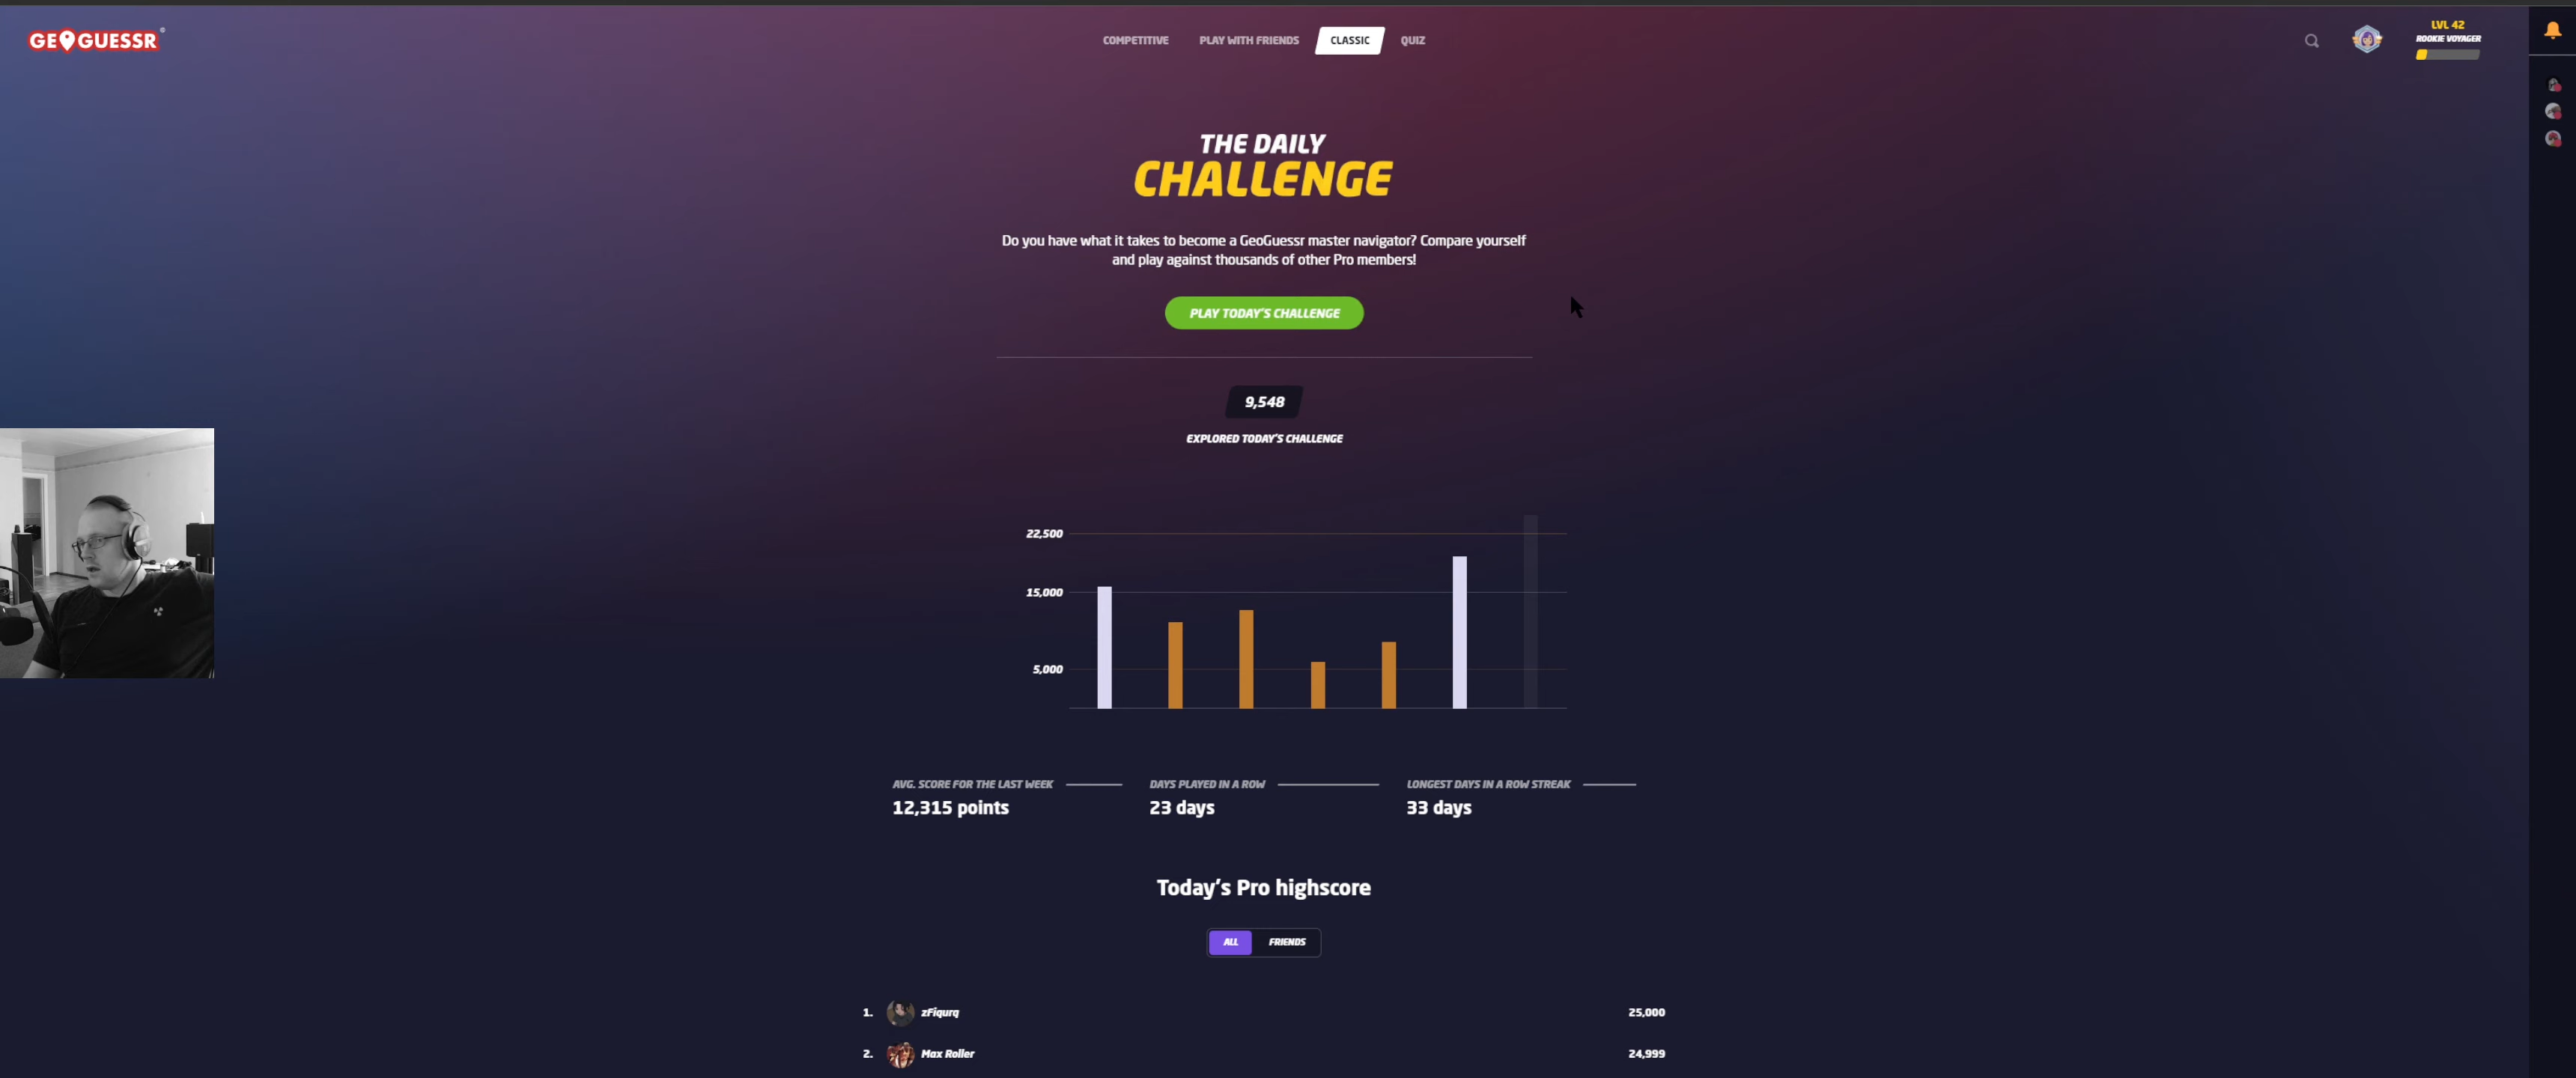 GEOGUESSR
COMPETITIVE PLAY WITH FRIENDS CLASSIC QUIZ
LVL 42
ROOKIE VOYAGER
THE DAILY
CHALLENGE
Do you have what it takes to become a GeoGuessr master navigator? Compare yourself
and play against thousands of other Pro members!
PLAY TODAY'S CHALLENGE
9,548
EXPLORED TODAY'S CHALLENGE
22,500
15,000
5,000
AVG. SCORE FOR THE LAST WEEK DAYS PLAYED IN A ROW LONGEST DAYS IN A ROW STREAK
12,315 points 23 days 33 days
Today's Pro highscore
ALL FRIENDS
1. zFiqurq 25,000
2. Max Roller 24,999